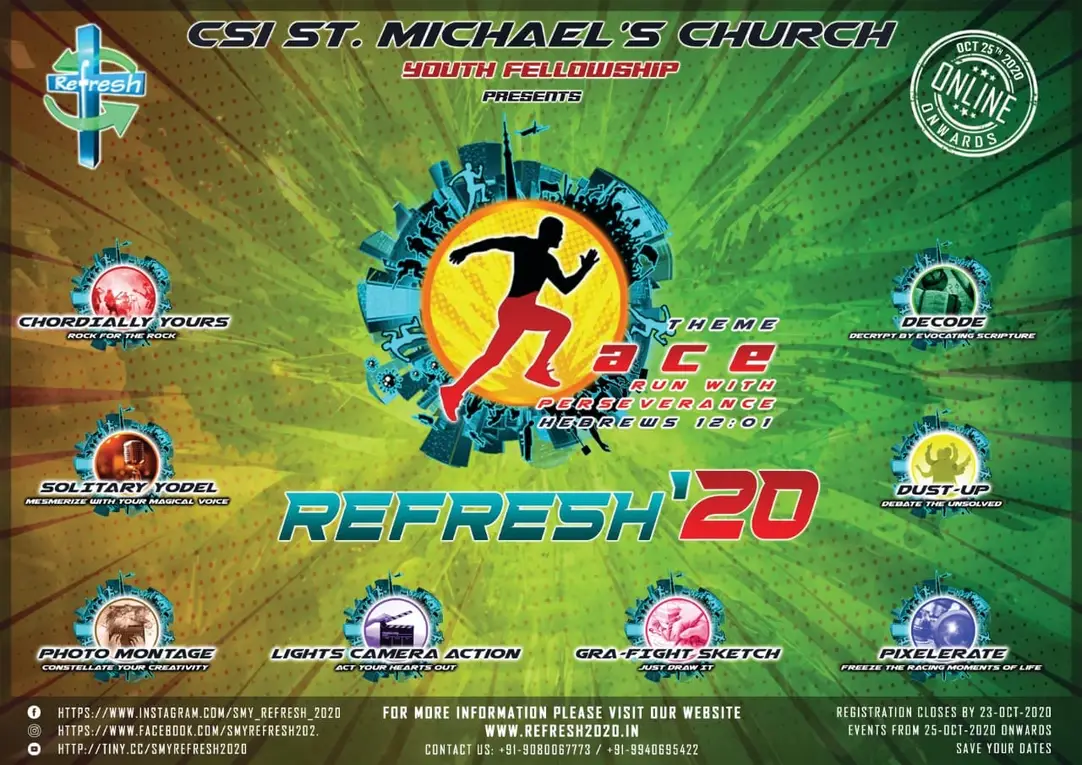 CSI ST. MICHAEL'S CHURCH
YOUTH FELLOWSHIP
PRESENTS
Refresh
OCT 25TH 2020
ONLINE
ONWARDS
THEME
Race
RUN WITH
PERSEVERANCE
HEBREWS 12:01
REFRESH'20
CHORDIALLY YOURS
ROCK FOR THE ROCK
DECODE
DECRYPT BY EVOCATING SCRIPTURE
SOLITARY YODEL
MESMERIZE WITH YOUR MAGICAL VOICE
DUST-UP
DEBATE THE UNSOLVED
PHOTO MONTAGE
CONSTELLATE YOUR CREATIVITY
LIGHTS CAMERA ACTION
ACT YOUR HEARTS OUT
GRA-FIGHT SKETCH
JUST DRAW IT
PIXELERATE
FREEZE THE RACING MOMENTS OF LIFE
HTTPS://WWW.INSTAGRAM.COM/SMY_REFRESH_2020
HTTPS://WWW.FACEBOOK.COM/SMYREFRESH202.
HTTP://TINY.CC/SMYREFRESH2020
FOR MORE INFORMATION PLEASE VISIT OUR WEBSITE
WWW.REFRESH2020.IN
CONTACT US: +91-9080067773 / +91-9940695422
REGISTRATION CLOSES BY 23-OCT-2020
EVENTS FROM 25-OCT-2020 ONWARDS
SAVE YOUR DATES